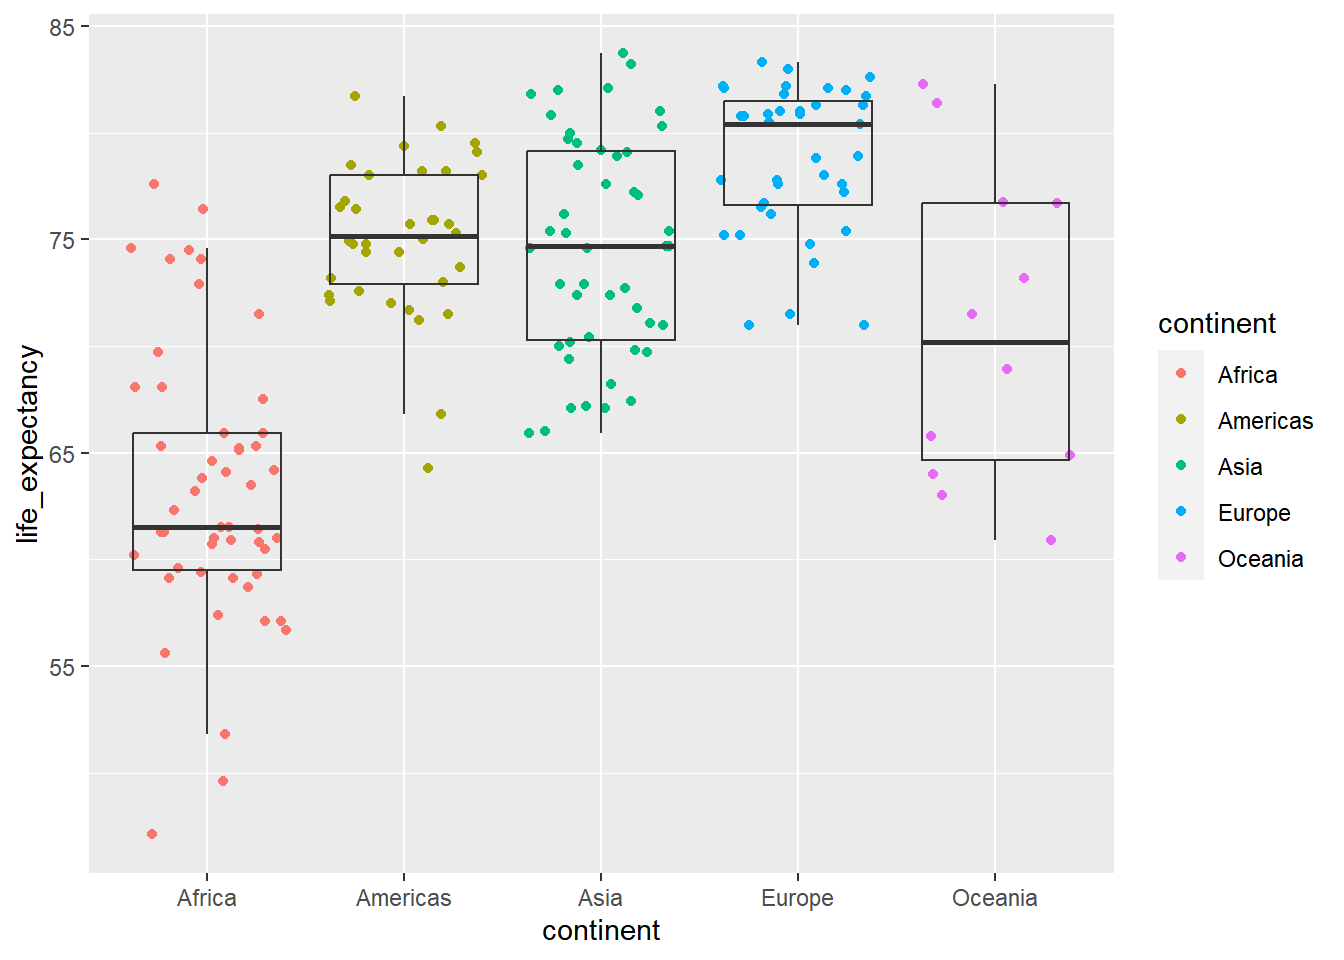 85
75
65
55
life_expectancy
Africa
Americas
Asia
Europe
Oceania
continent
continent
Africa
Americas
Asia
Europe
Oceania